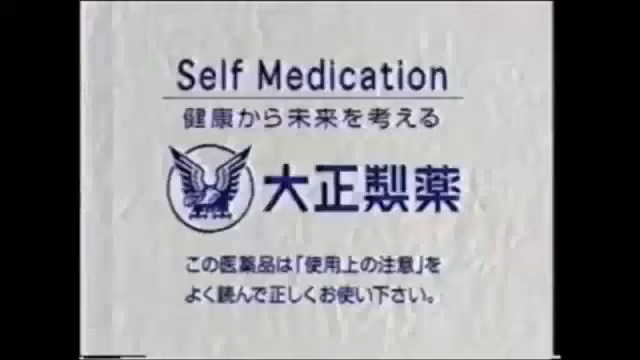 Self Medication
健康から未来を考える
大正製薬
この医薬品は「使用上の注意」を
よく読んで正しくお使い下さい。